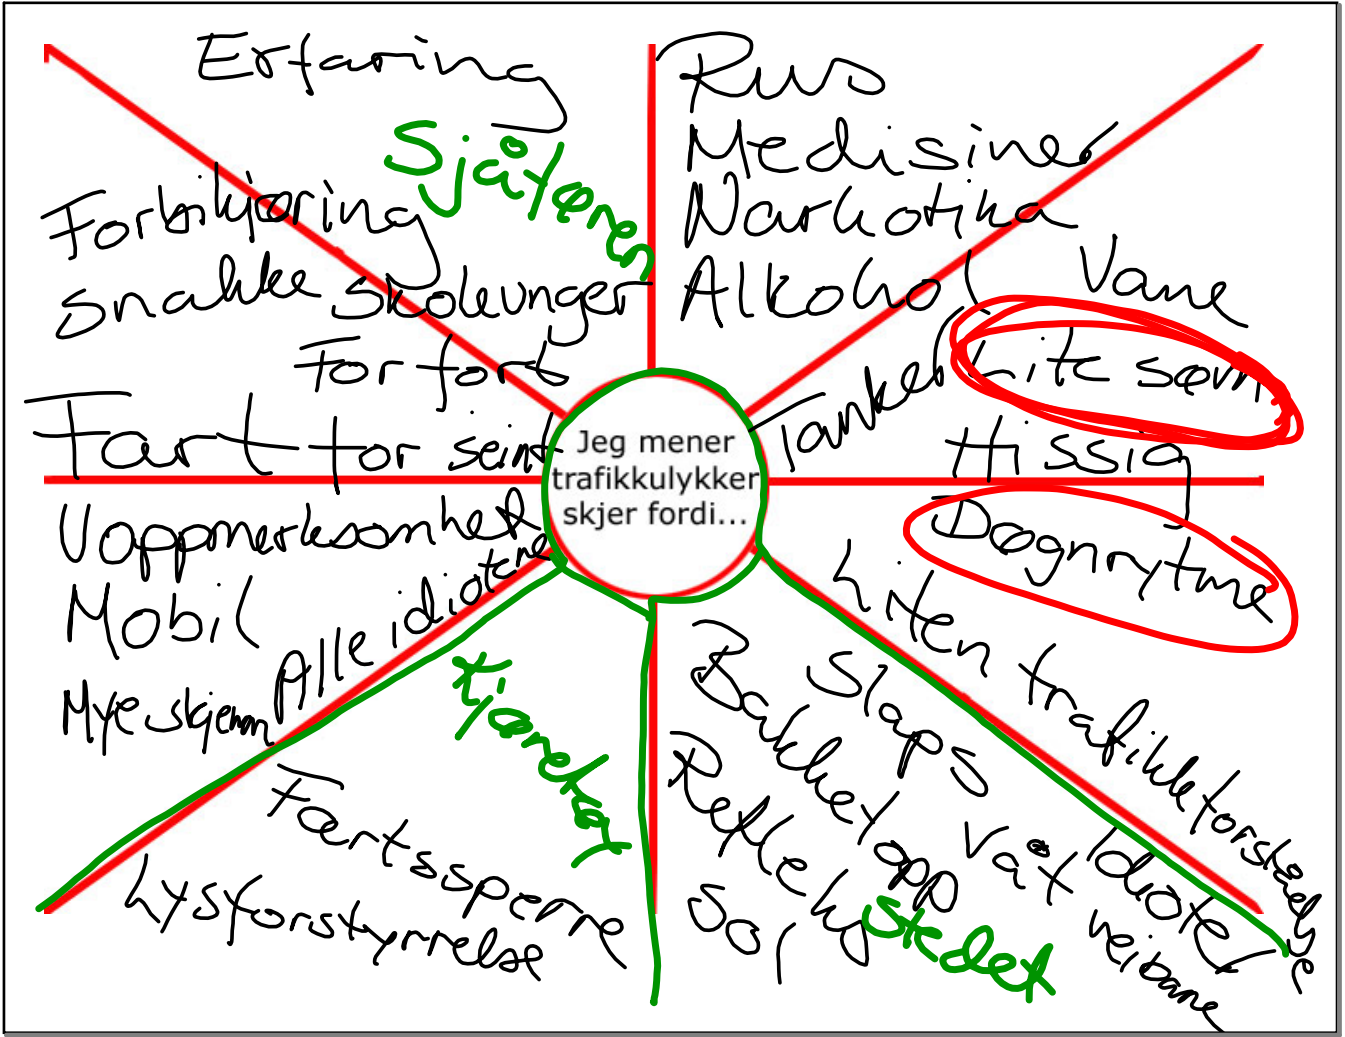 Erfaring
Sjåføren
Forbikjøring
snakke skoleunger
For fort
Fart for seint
Rus
Medisiner
Narkotika
Alkohol
Vane
Lite søvn
Tanker
Hissig
Jeg mener
trafikkulykker
skjer fordi...
Uoppmerksomhet
Mobil
Mye skjenn
Alle idiotene
Døgnrytme
Liten trafikkforståelse
Kjøretøy
Fartssperre
Lysforstyrrelse
Slaps
Bakketopp
Refleks
Sol
Våt
veibane
Idioter
Stedet